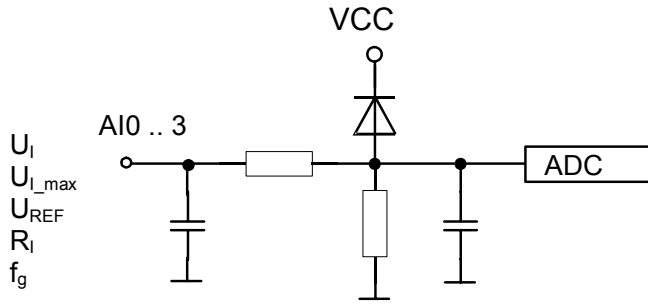 VCC
AI0 .. 3
U_I
U_I_max
U_REF
R_I
f_g
ADC